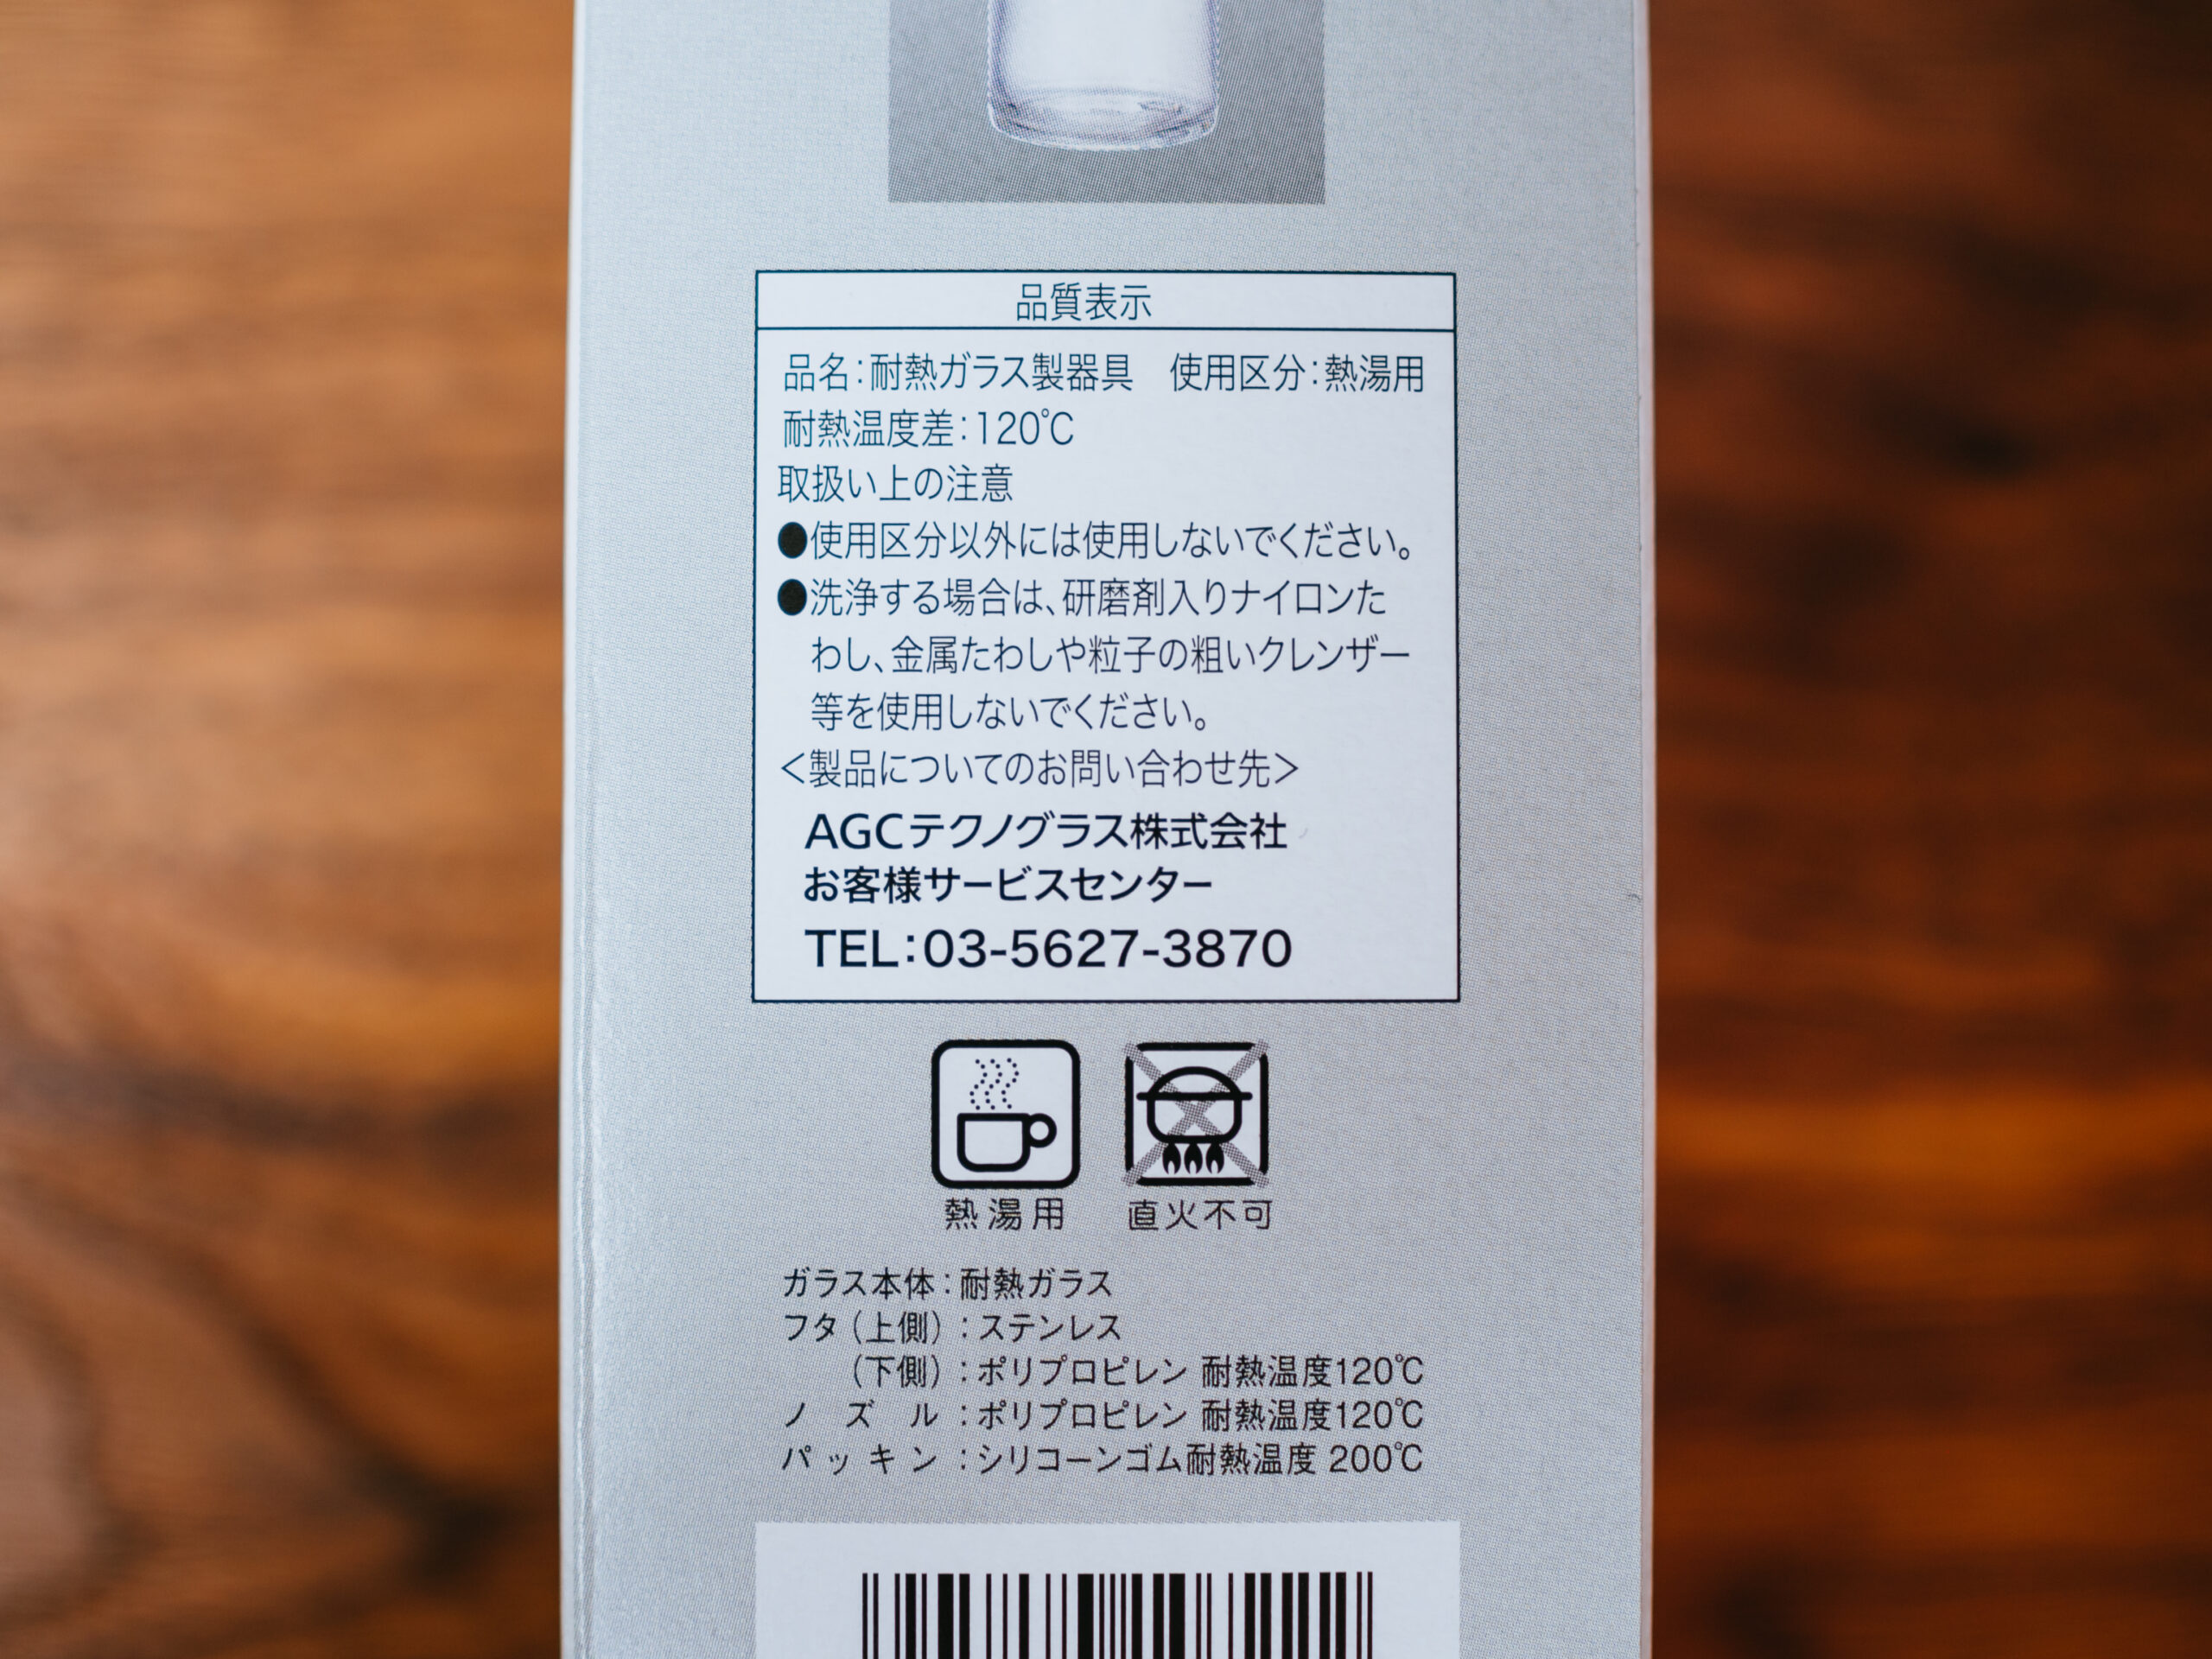 品質表示
品名：耐熱ガラス製器具　使用区分：熱湯用
耐熱温度差：120℃
取扱い上の注意
●使用区分以外には使用しないでください。
●洗浄する場合は、研磨剤入りナイロンた
わし、金属たわしや粒子の粗いクレンザー
等を使用しないでください。
＜製品についてのお問い合わせ先＞
AGCテクノグラス株式会社
お客様サービスセンター
TEL：03-5627-3870
熱湯用　直火不可
ガラス本体：耐熱ガラス
フタ（上側）：ステンレス
（下側）：ポリプロピレン 耐熱温度120℃
ノズル：ポリプロピレン 耐熱温度120℃
パッキン：シリコーンゴム耐熱温度 200℃